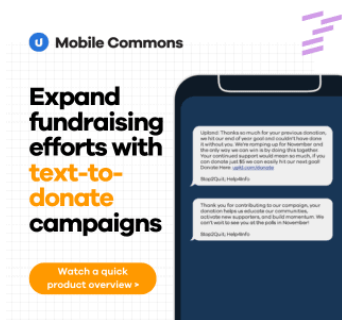 U Mobile Commons
Expand
fundraising
efforts with
text-to-
donate
campaigns
Watch a quick
product overview >
Upland: Thanks so much for your previous donation,
we hit our end of year goal and couldn't have done
it without you. We're ramping up for November and
the only way we can win is by doing this together.
Your continued support would mean so much, if you
can donate just $5 we can easily hit our next goal!
Donate Here: upltz.com/donate
Stop2Quit, Help4Info
Thank you for contributing to our campaign, your
donation helps us educate our communities,
activate new supporters, and build momentum. We
can't wait to see you at the polls in November!
Stop2Quit, Help4Info